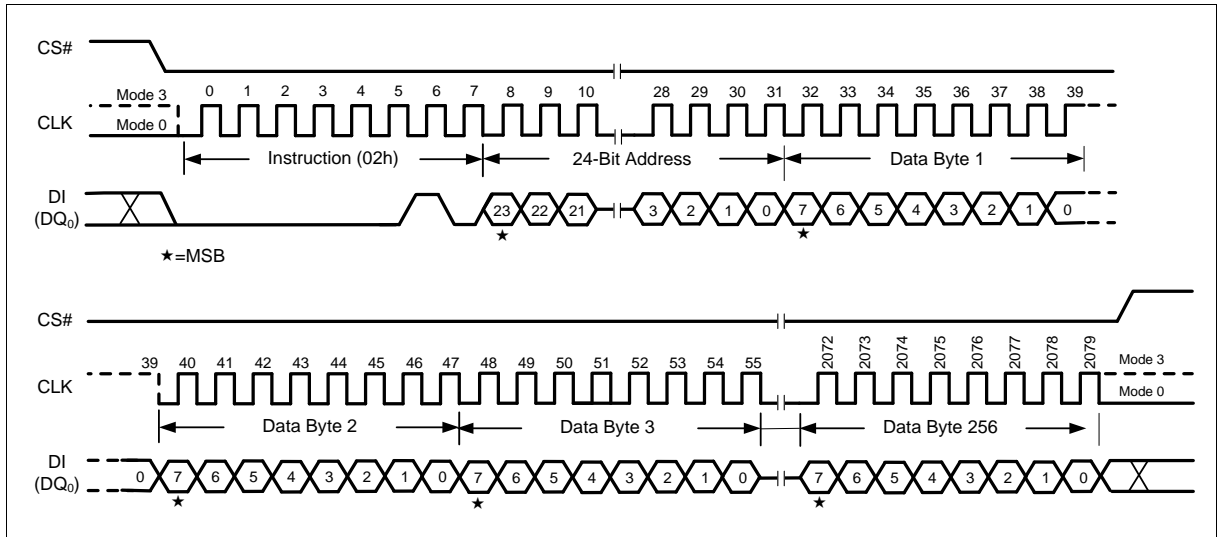 CS#
Mode 3
0 1 2 3 4 5 6 7 8 9 10 28 29 30 31 32 33 34 35 36 37 38 39
CLK
Mode 0
Instruction (02h) 24-Bit Address Data Byte 1
DI
(DQ₀)
23 22 21 3 2 1 0 7 6 5 4 3 2 1 0
★ ★
★=MSB
CS#
39 40 41 42 43 44 45 46 47 48 49 50 51 52 53 54 55 2072 2073 2074 2075 2076 2077 2078 2079
Mode 3
CLK
Mode 0
Data Byte 2 Data Byte 3 Data Byte 256
DI
(DQ₀)
0 7 6 5 4 3 2 1 0 7 6 5 4 3 2 1 0 7 6 5 4 3 2 1 0
★ ★ ★